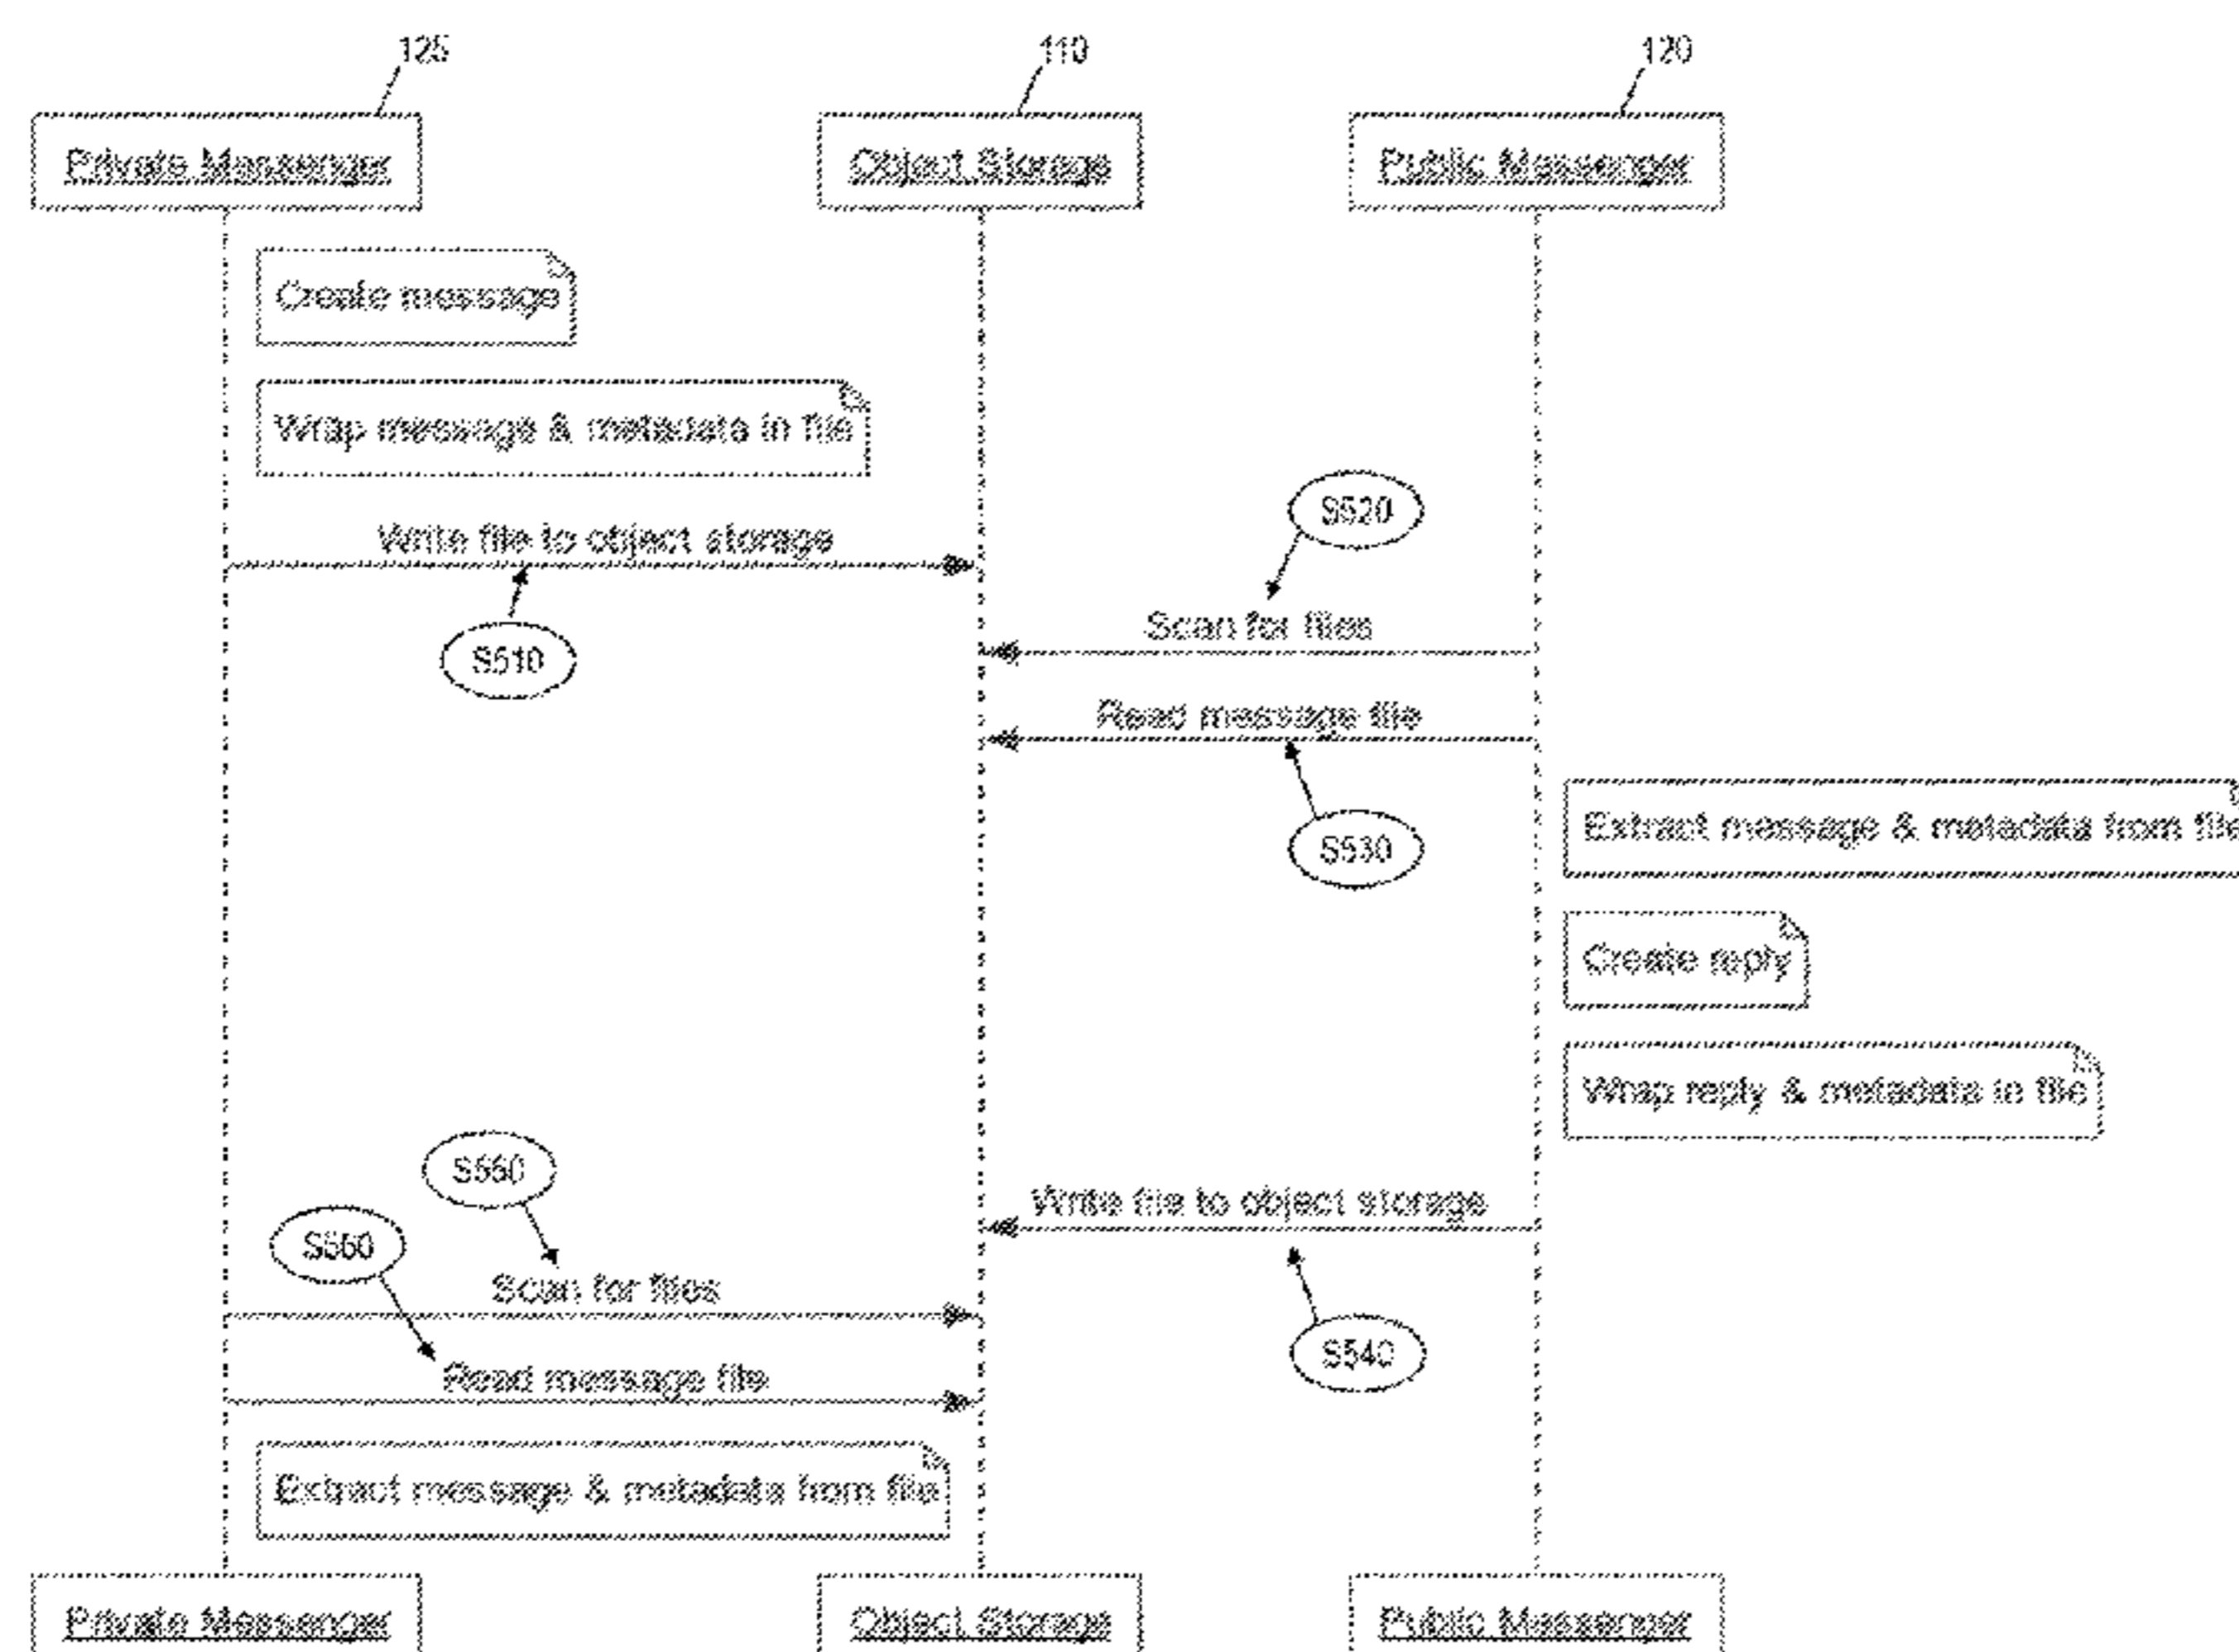 125
110
120
Private Messenger
Object Storage
Public Messenger
Create message
Wrap message & metadata in file
S520
Write file to object storage
Scan for files
S510
Read message file
Extract message & metadata from file
S530
Create reply
Wrap reply & metadata in file
S550
Write file to object storage
S560
Scan for files
S540
Read message file
Extract message & metadata from file
Private Messenger
Object Storage
Public Messenger